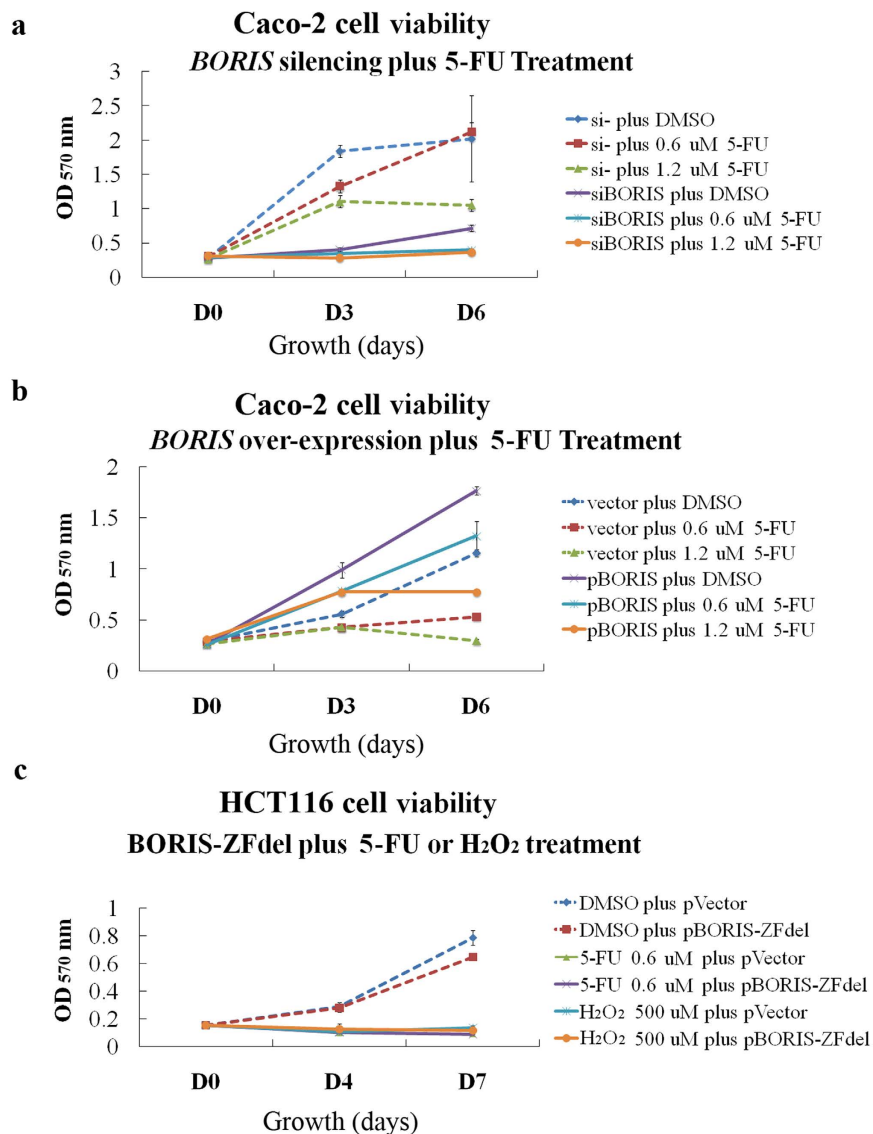 a
Caco-2 cell viability
BORIS silencing plus 5-FU Treatment
3
2.5
2
1.5
1
0.5
0
OD 570 nm
D0 D3 D6
Growth (days)
si- plus DMSO
si- plus 0.6 uM 5-FU
si- plus 1.2 uM 5-FU
siBORIS plus DMSO
siBORIS plus 0.6 uM 5-FU
siBORIS plus 1.2 uM 5-FU
b
Caco-2 cell viability
BORIS over-expression plus 5-FU Treatment
2
1.5
1
0.5
0
OD 570 nm
D0 D3 D6
Growth (days)
vector plus DMSO
vector plus 0.6 uM 5-FU
vector plus 1.2 uM 5-FU
pBORIS plus DMSO
pBORIS plus 0.6 uM 5-FU
pBORIS plus 1.2 uM 5-FU
c
HCT116 cell viability
BORIS-ZFdel plus 5-FU or H₂O₂ treatment
1
0.8
0.6
0.4
0.2
0
OD 570 nm
D0 D4 D7
Growth (days)
DMSO plus pVector
DMSO plus pBORIS-ZFdel
5-FU 0.6 uM plus pVector
5-FU 0.6 uM plus pBORIS-ZFdel
H₂O₂ 500 uM plus pVector
H₂O₂ 500 uM plus pBORIS-ZFdel